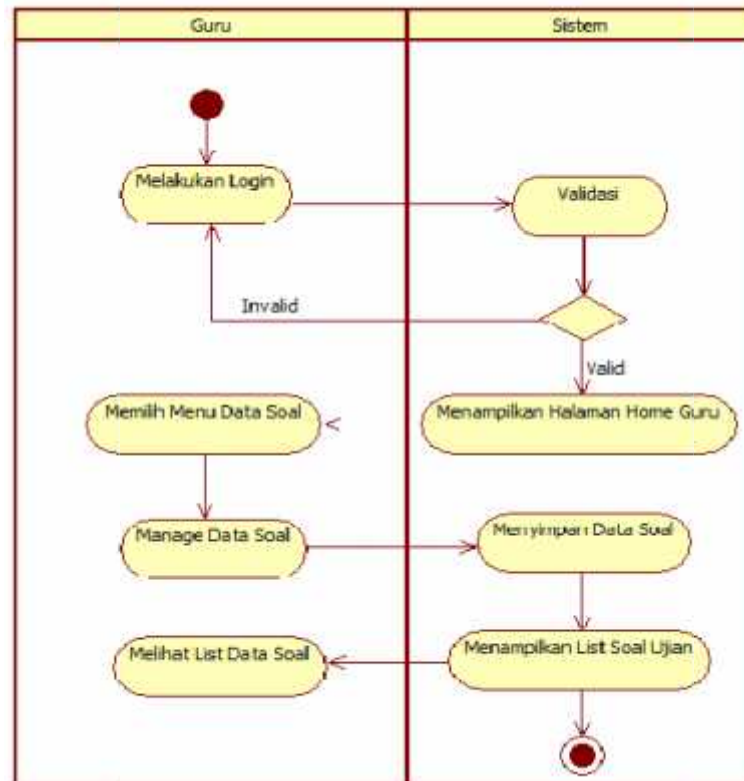 Guru
Sistem
Melakukan Login
Validasi
Invalid
Valid
Memilih Menu Data Soal
Menampilkan Halaman Home Guru
Manage Data Soal
Menyimpan Data Soal
Melihat List Data Soal
Menampilkan List Soal Ujian